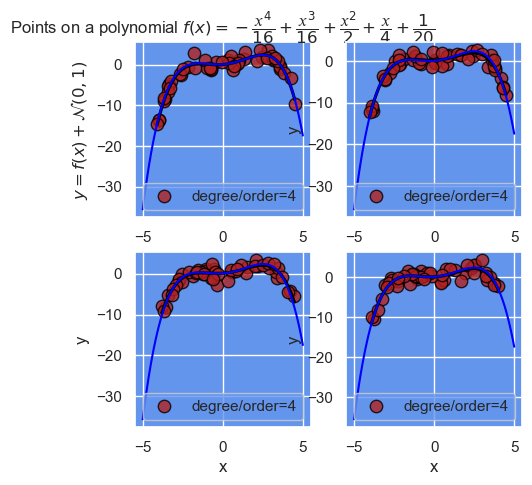 Points on a polynomial f(x) = − x⁴/16 + x³/16 + x²/2 + x/4 + 1/20
y = f(x) + 𝒩(0, 1)
0
−10
−20
−30
−5 0 5
degree/order=4
y
0
−10
−20
−30
−5 0 5
degree/order=4
y
0
−10
−20
−30
−5 0 5
x
degree/order=4
y
0
−10
−20
−30
−5 0 5
x
degree/order=4